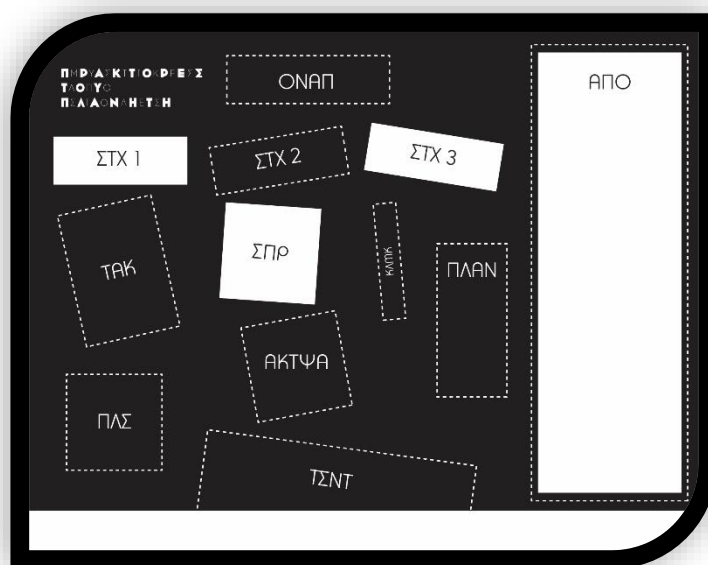 ΟΝΑΠ
ΑΠΟ
ΣΤΧ 1
ΣΤΧ 2
ΣΤΧ 3
ΤΑΚ
ΣΠΡ
ΠΛΑΝ
ΑΚΤΨΑ
ΠΛΣ
ΤΣΝΤ